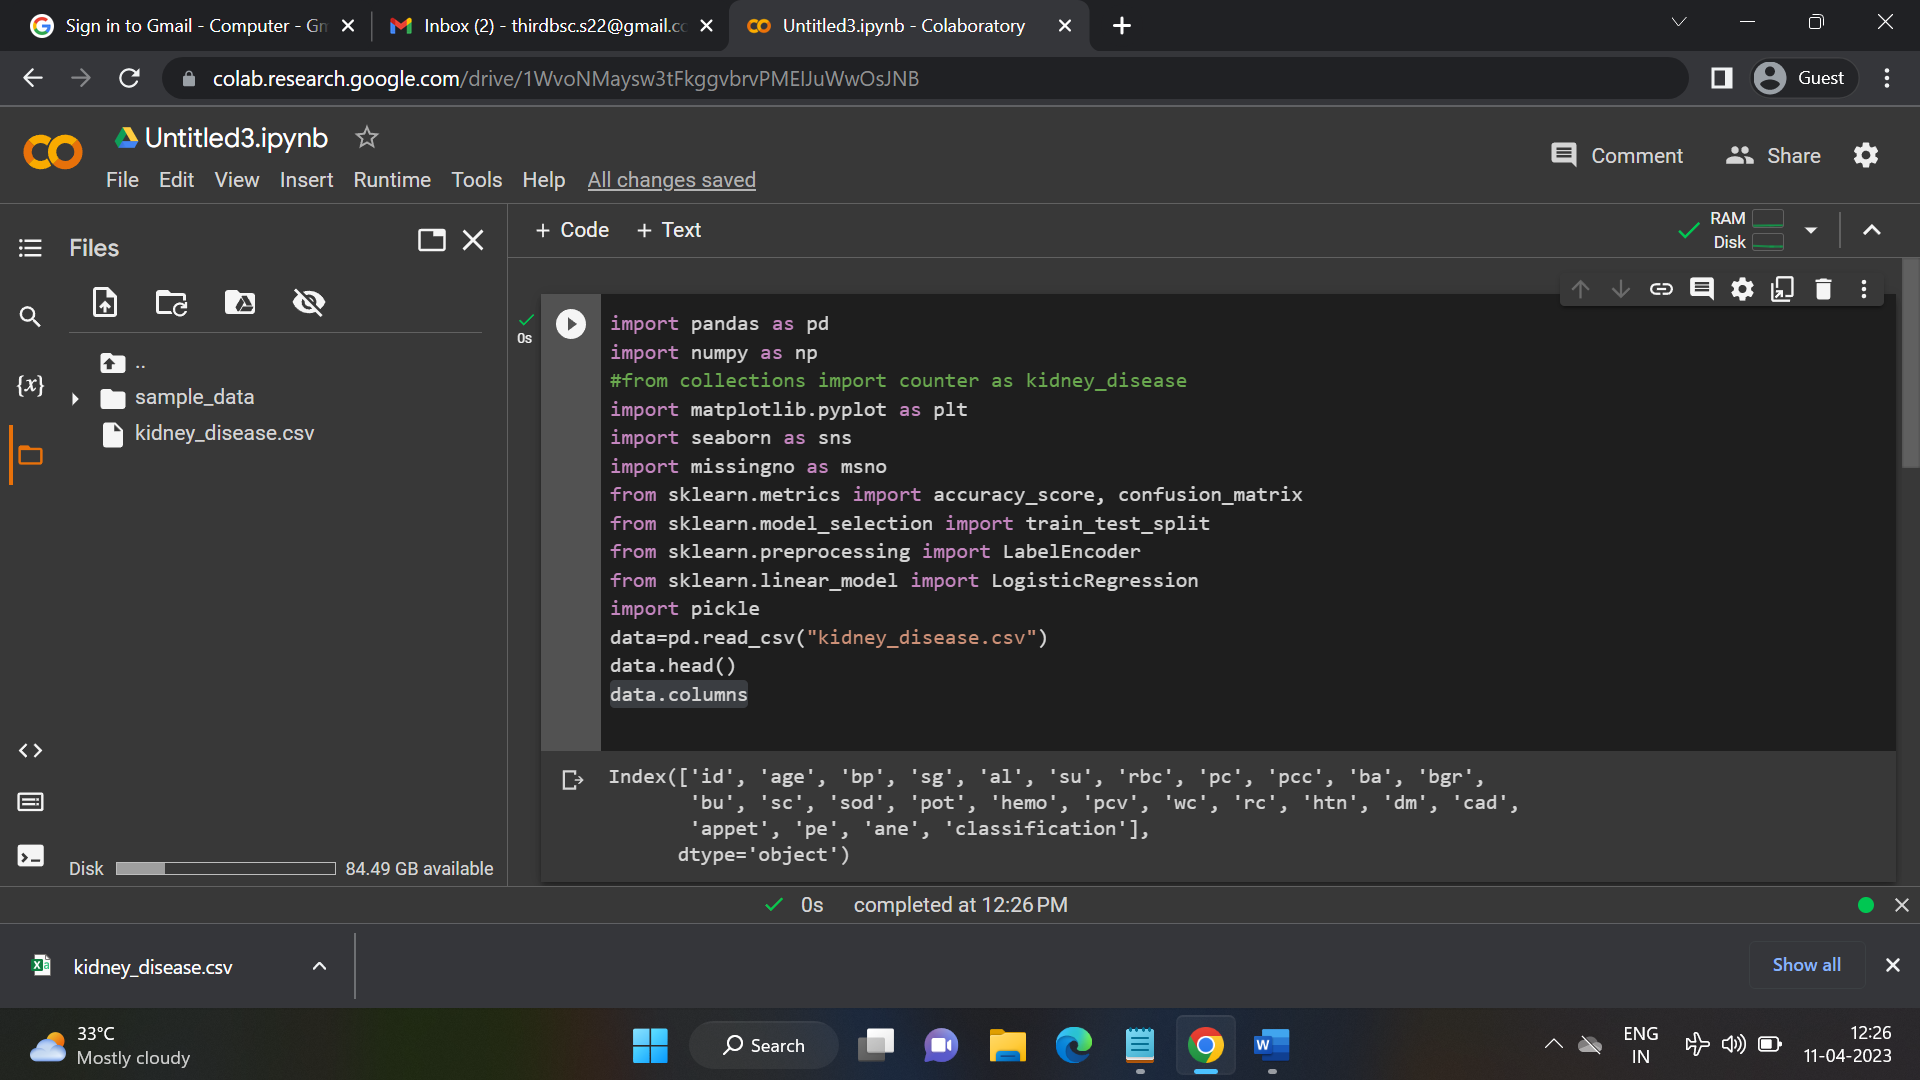 Sign in to Gmail - Computer - Gm
Inbox (2) - thirdbsc.s22@gmail.co
Untitled3.ipynb - Colaboratory
colab.research.google.com/drive/1WvoNMaysw3tFkggvbrvPMEIJuWwOsJNB
Guest
Untitled3.ipynb
File Edit View Insert Runtime Tools Help All changes saved
Comment
Share
Files
+ Code + Text
RAM
Disk
..
sample_data
kidney_disease.csv
{x}
0s
import pandas as pd
import numpy as np
#from collections import counter as kidney_disease
import matplotlib.pyplot as plt
import seaborn as sns
import missingno as msno
from sklearn.metrics import accuracy_score, confusion_matrix
from sklearn.model_selection import train_test_split
from sklearn.preprocessing import LabelEncoder
from sklearn.linear_model import LogisticRegression
import pickle
data=pd.read_csv("kidney_disease.csv")
data.head()
data.columns
Index(['id', 'age', 'bp', 'sg', 'al', 'su', 'rbc', 'pc', 'pcc', 'ba', 'bgr',
'bu', 'sc', 'sod', 'pot', 'hemo', 'pcv', 'wc', 'rc', 'htn', 'dm', 'cad',
'appet', 'pe', 'ane', 'classification'],
dtype='object')
Disk 84.49 GB available
0s completed at 12:26 PM
kidney_disease.csv
Show all
33°C
Mostly cloudy
Search
W
ENG
IN
12:26
11-04-2023